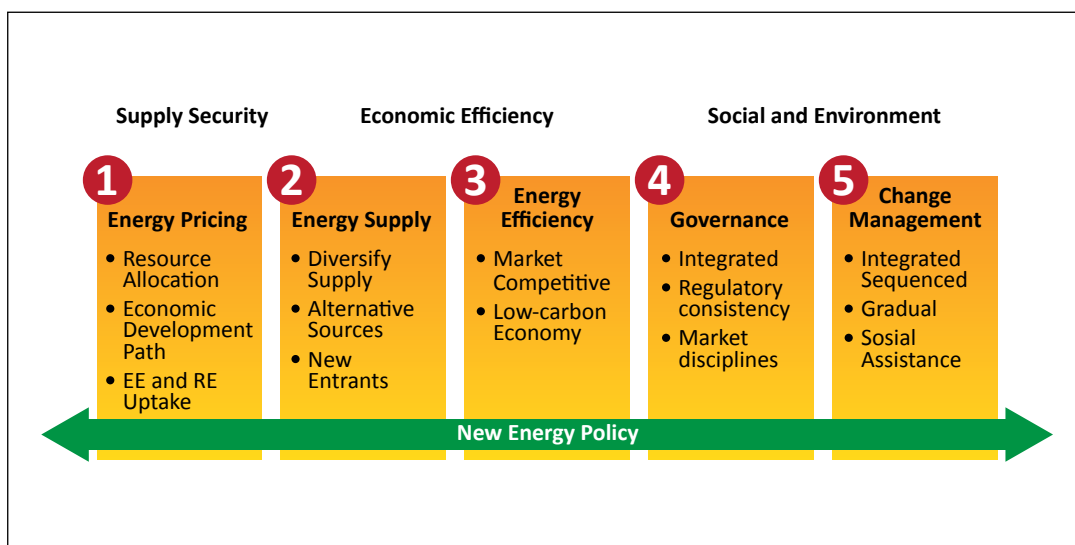 Supply Security
Economic Efficiency
Social and Environment
1
Energy Pricing
• Resource
Allocation
• Economic
Development
Path
• EE and RE
Uptake
2
Energy Supply
• Diversify
Supply
• Alternative
Sources
• New
Entrants
3
Energy
Efficiency
• Market
Competitive
• Low-carbon
Economy
4
Governance
• Integrated
• Regulatory
consistency
• Market
disciplines
5
Change
Management
• Integrated
Sequenced
• Gradual
• Sosial
Assistance
New Energy Policy